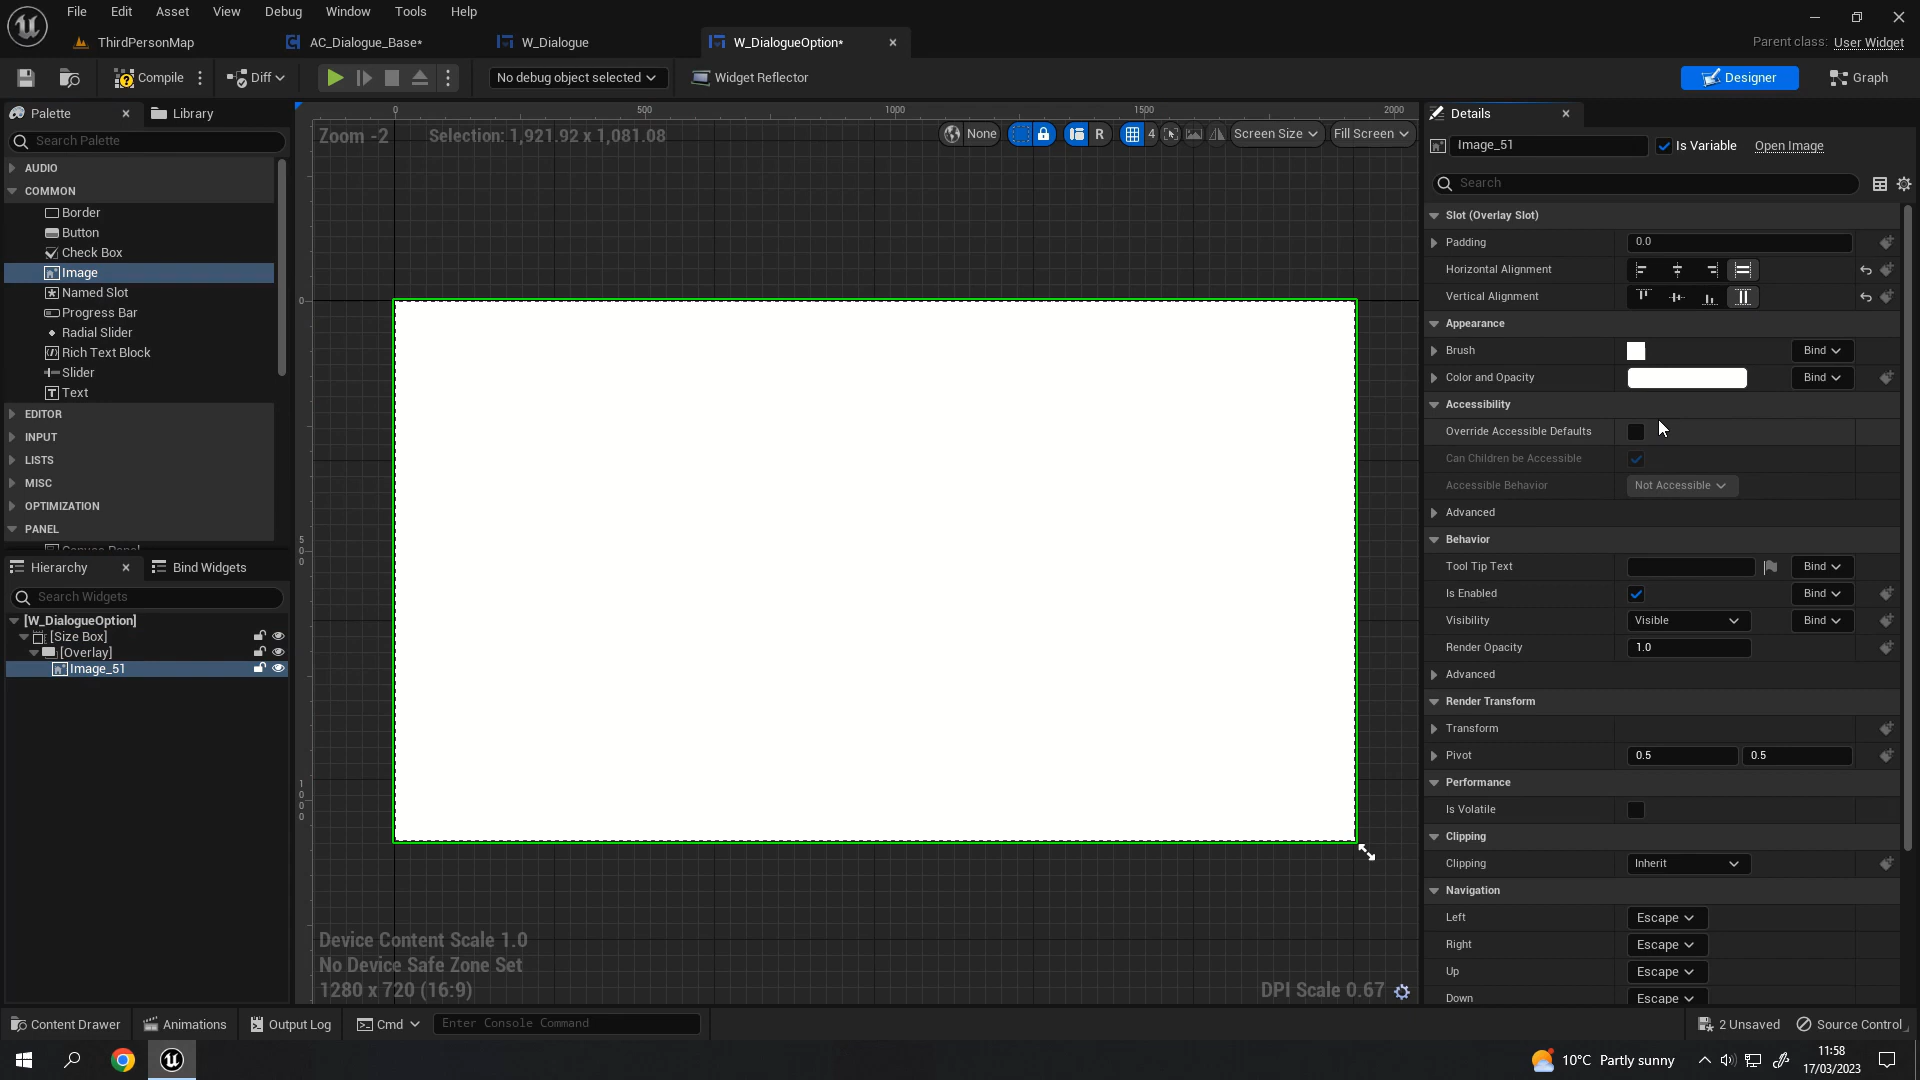 File Edit Asset View Debug Window Tools Help
ThirdPersonMap AC_Dialogue_Base* W_Dialogue W_DialogueOption* Parent class: User Widget
Compile Diff No debug object selected Widget Reflector Designer Graph
Palette Library
Search Palette
AUDIO
COMMON
Border
Button
Check Box
Image
Named Slot
Progress Bar
Radial Slider
Rich Text Block
Slider
Text
EDITOR
INPUT
LISTS
MISC
OPTIMIZATION
PANEL
Canvas Panel
Hierarchy Bind Widgets
Search Widgets
[W_DialogueOption]
[Size Box]
[Overlay]
Image_51
0 500 1000 1500 2000
Zoom -2 Selection: 1,921.92 x 1,081.08 None R 4 Screen Size Fill Screen
0
5
0
0
1
0
0
0
Device Content Scale 1.0
No Device Safe Zone Set
1280 x 720 (16:9) DPI Scale 0.67
Details
Image_51 Is Variable Open Image
Search
Slot (Overlay Slot)
Padding 0.0
Horizontal Alignment
Vertical Alignment
Appearance
Brush Bind
Color and Opacity Bind
Accessibility
Override Accessible Defaults
Can Children be Accessible
Accessible Behavior Not Accessible
Advanced
Behavior
Tool Tip Text Bind
Is Enabled Bind
Visibility Visible Bind
Render Opacity 1.0
Advanced
Render Transform
Transform
Pivot 0.5 0.5
Performance
Is Volatile
Clipping
Clipping Inherit
Navigation
Left Escape
Right Escape
Up Escape
Down Escape
Content Drawer Animations Output Log Cmd Enter Console Command 2 Unsaved Source Control
10°C Partly sunny 11:58
17/03/2023